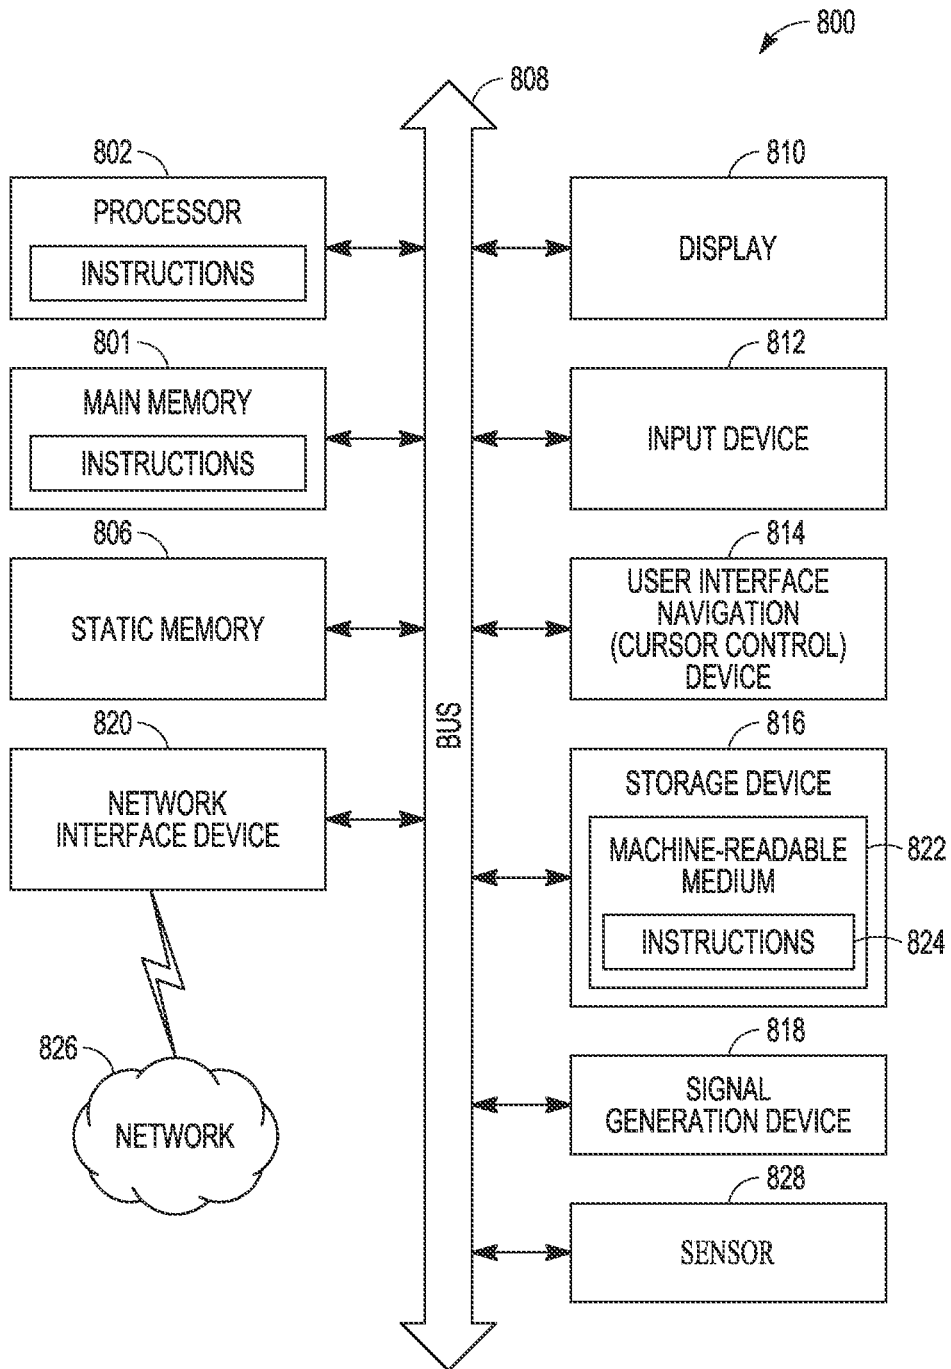 800
808
802
PROCESSOR
INSTRUCTIONS
801
MAIN MEMORY
INSTRUCTIONS
806
STATIC MEMORY
820
NETWORK
INTERFACE DEVICE
826
NETWORK
BUS
810
DISPLAY
812
INPUT DEVICE
814
USER INTERFACE
NAVIGATION
(CURSOR CONTROL)
DEVICE
816
STORAGE DEVICE
MACHINE-READABLE
MEDIUM
822
INSTRUCTIONS
824
818
SIGNAL
GENERATION DEVICE
828
SENSOR